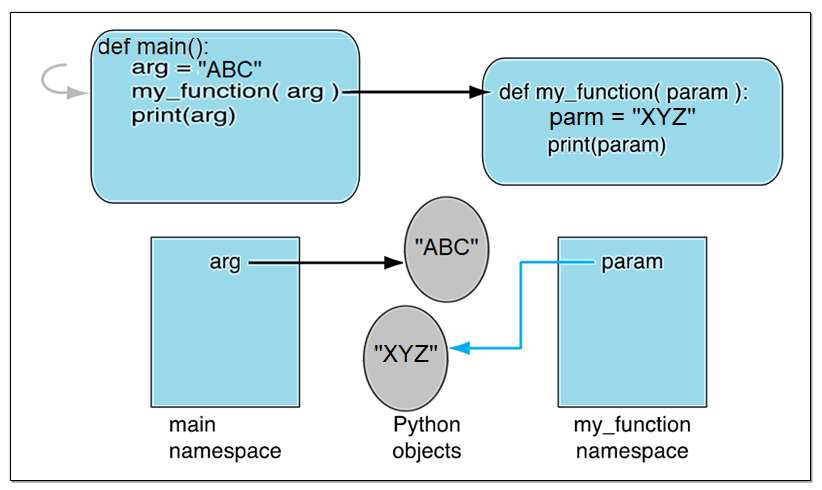 def main():
arg = "ABC"
my_function( arg )
print(arg)
def my_function( param ):
parm = "XYZ"
print(param)
arg
"ABC"
param
"XYZ"
main
namespace
Python
objects
my_function
namespace